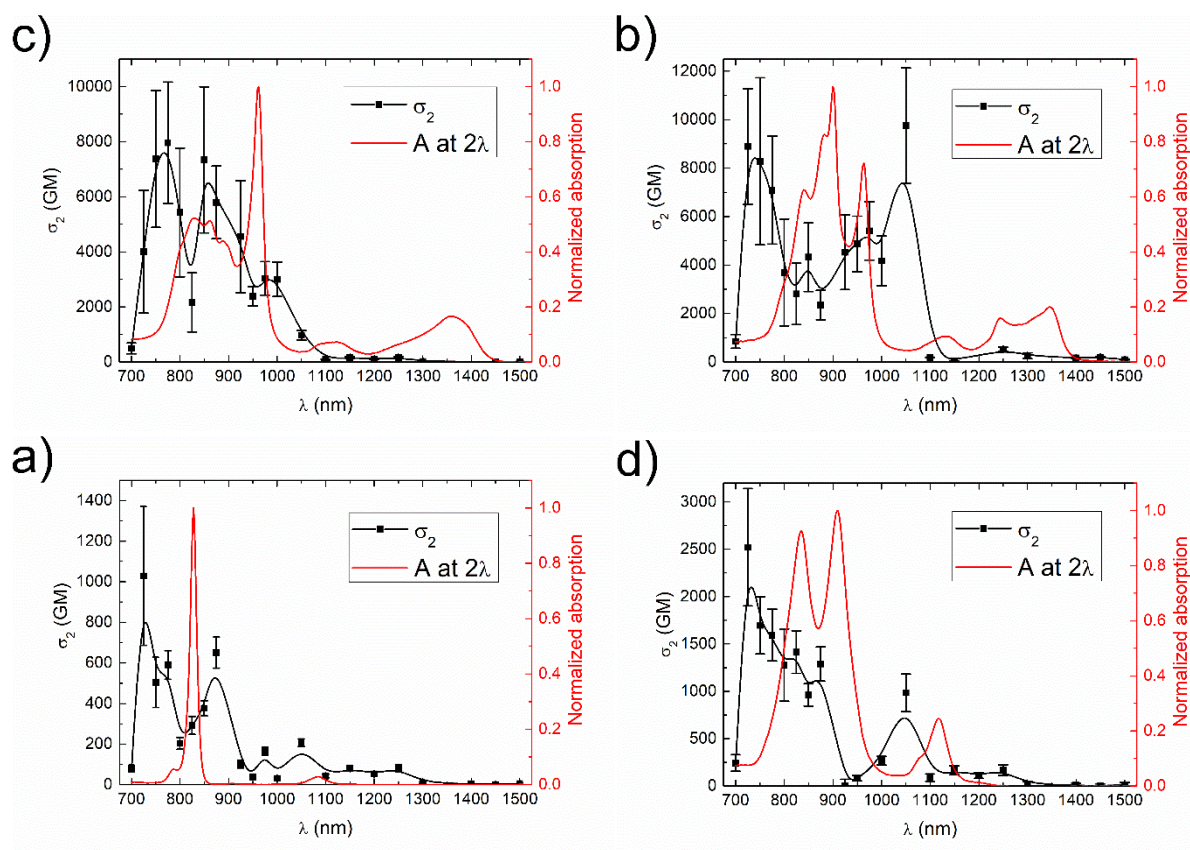 c)
10000
8000
6000
4000
2000
0
σ₂ (GM)
700 800 900 1000 1100 1200 1300 1400 1500
λ (nm)
1.0
0.8
0.6
0.4
0.2
0.0
Normalized absorption
σ₂
A at 2λ
b)
12000
10000
8000
6000
4000
2000
0
σ₂ (GM)
700 800 900 1000 1100 1200 1300 1400 1500
λ (nm)
1.0
0.8
0.6
0.4
0.2
0.0
Normalized absorption
σ₂
A at 2λ
a)
1400
1200
1000
800
600
400
200
0
σ₂ (GM)
700 800 900 1000 1100 1200 1300 1400 1500
λ (nm)
1.0
0.8
0.6
0.4
0.2
0.0
Normalized absorption
σ₂
A at 2λ
d)
3000
2500
2000
1500
1000
500
0
σ₂ (GM)
700 800 900 1000 1100 1200 1300 1400 1500
λ (nm)
1.0
0.8
0.6
0.4
0.2
0.0
Normalized absorption
σ₂
A at 2λ